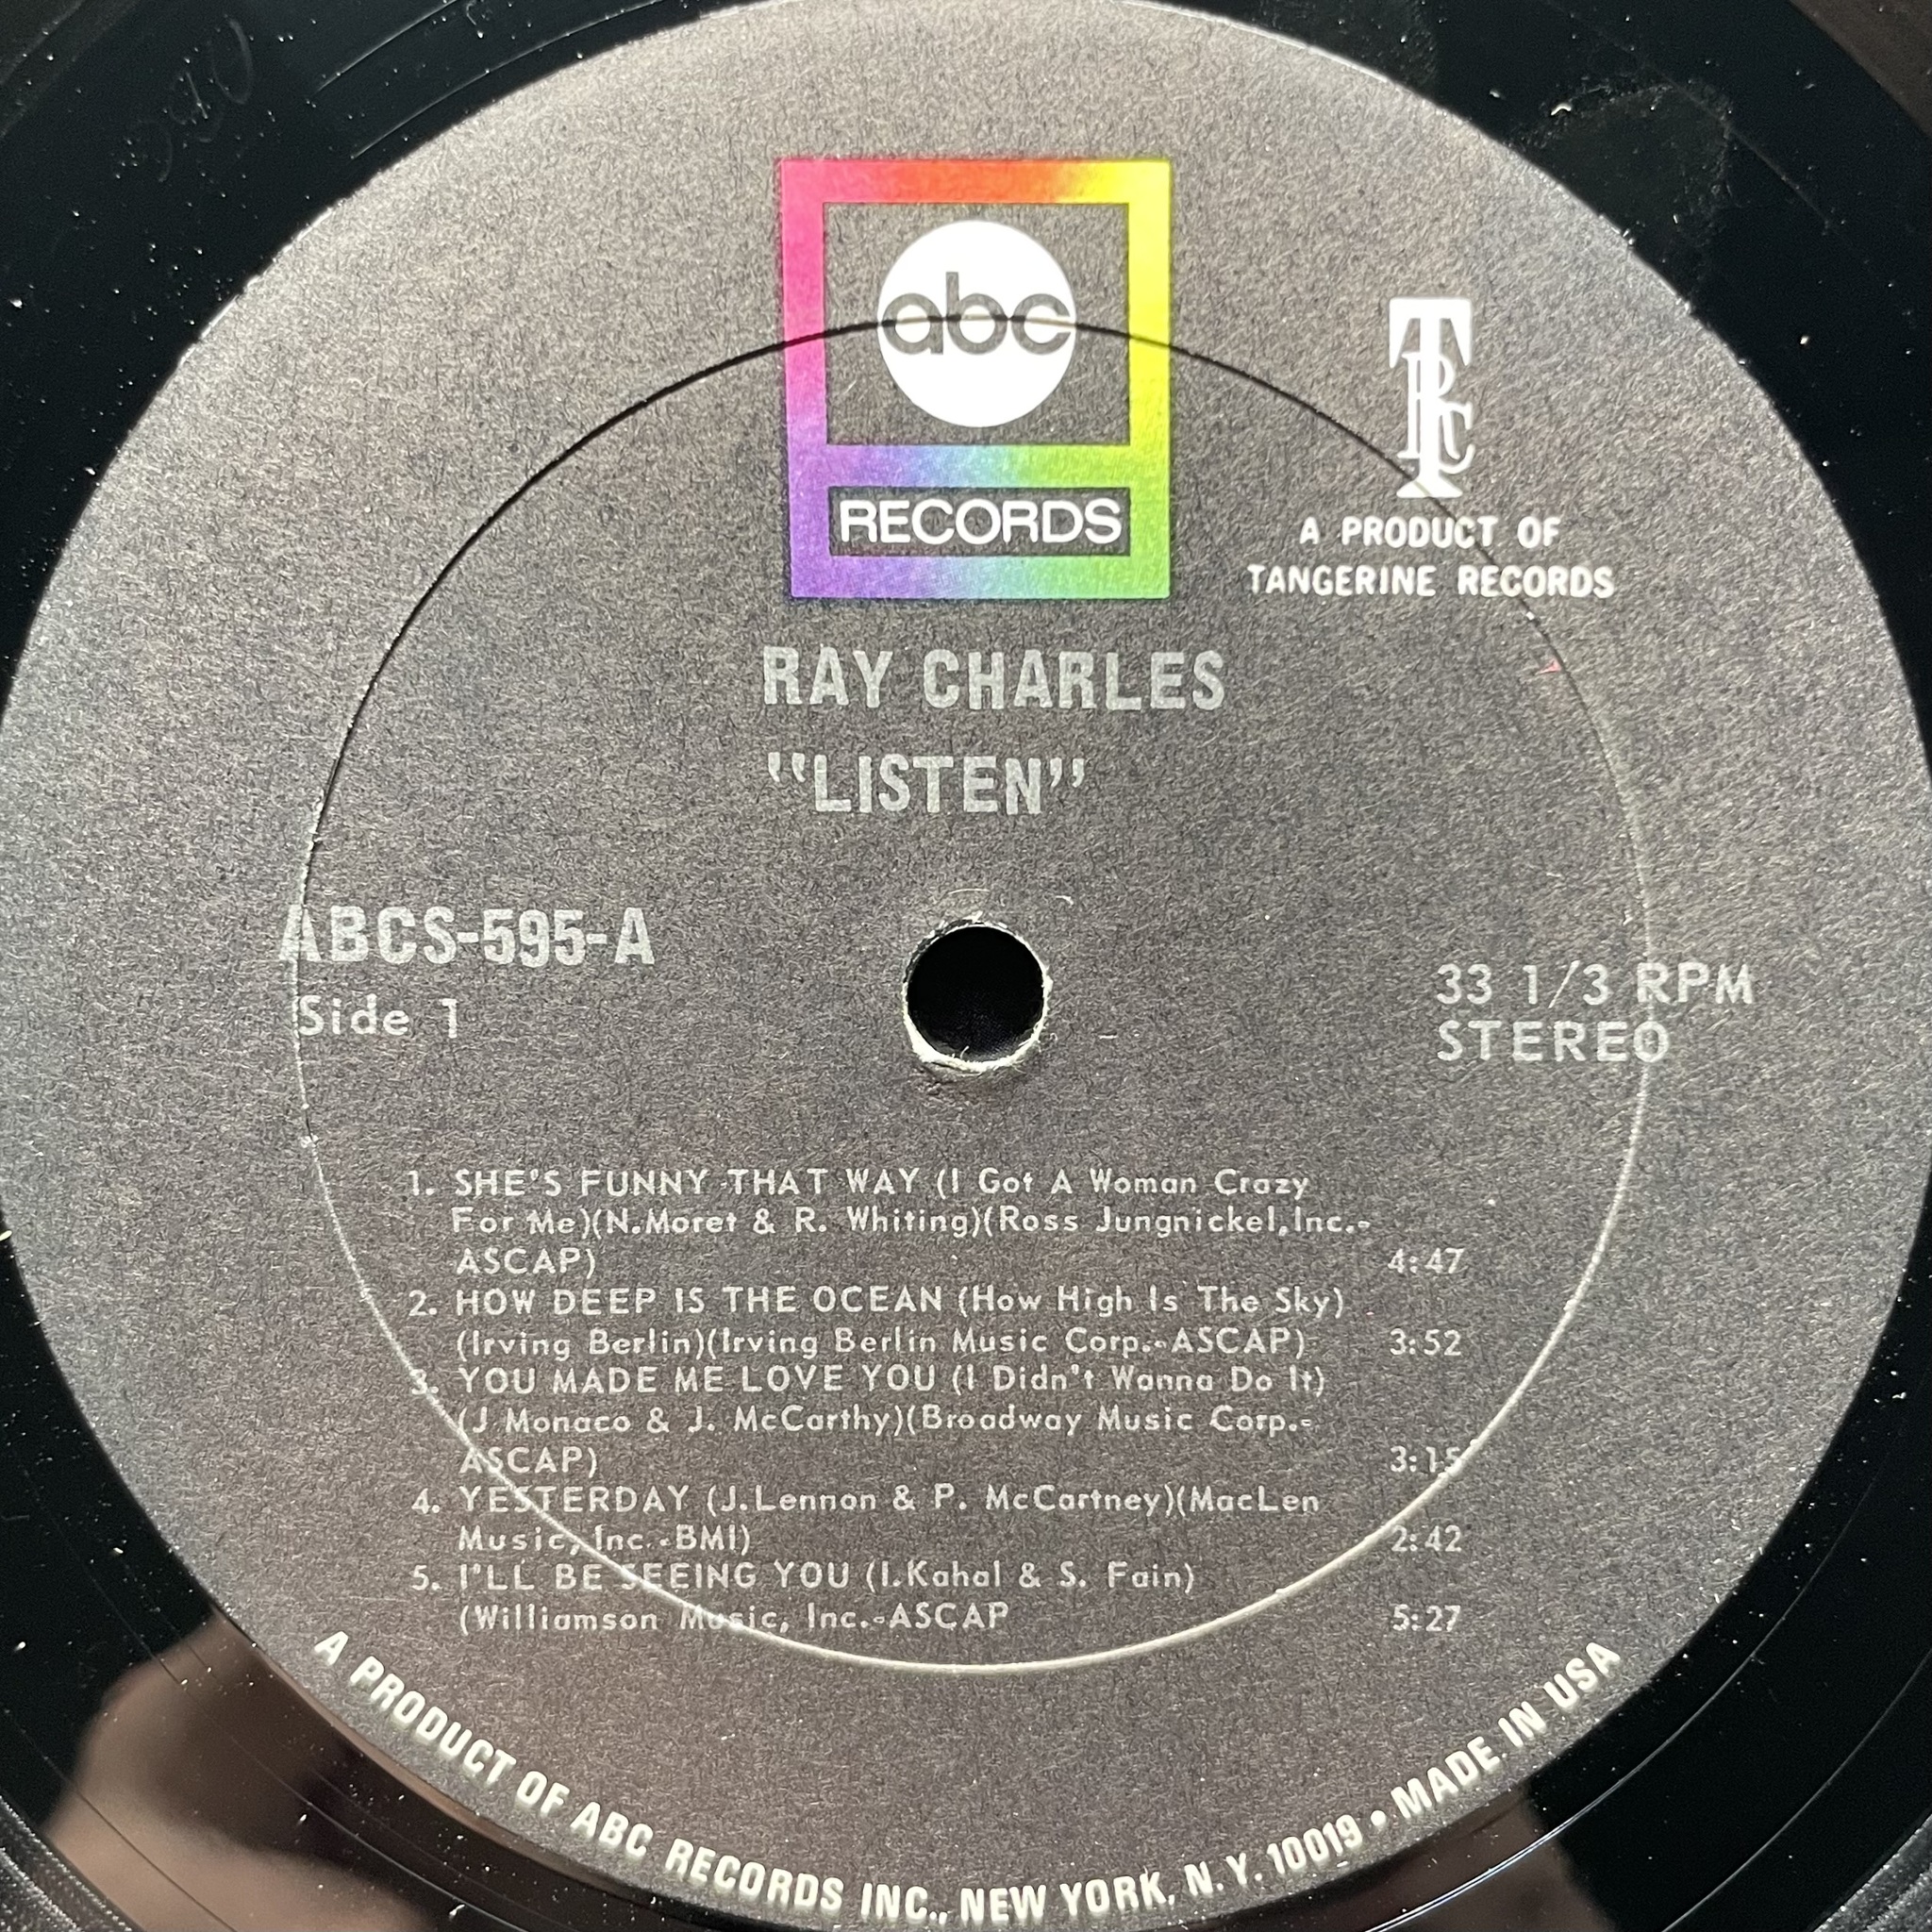 abc
RECORDS
TRC
A PRODUCT OF
TANGERINE RECORDS
RAY CHARLES
"LISTEN"
ABCS-595-A
Side 1
33 1/3 RPM
STEREO
1. SHE'S FUNNY THAT WAY (I Got A Woman Crazy
For Me)(N.Moret & R. Whiting)(Ross Jungnickel,Inc.-
ASCAP) 4:47
2. HOW DEEP IS THE OCEAN (How High Is The Sky)
(Irving Berlin)(Irving Berlin Music Corp.-ASCAP) 3:52
3. YOU MADE ME LOVE YOU (I Didn't Wanna Do It)
(J Monaco & J. McCarthy)(Broadway Music Corp.-
ASCAP) 3:15
4. YESTERDAY (J.Lennon & P. McCartney)(MacLen
Music, Inc.-BMI) 2:42
5. I'LL BE SEEING YOU (I.Kahal & S. Fain)
(Williamson Music, Inc.-ASCAP 5:27
A PRODUCT OF ABC RECORDS INC., NEW YORK, N.Y. 10019 • MADE IN USA